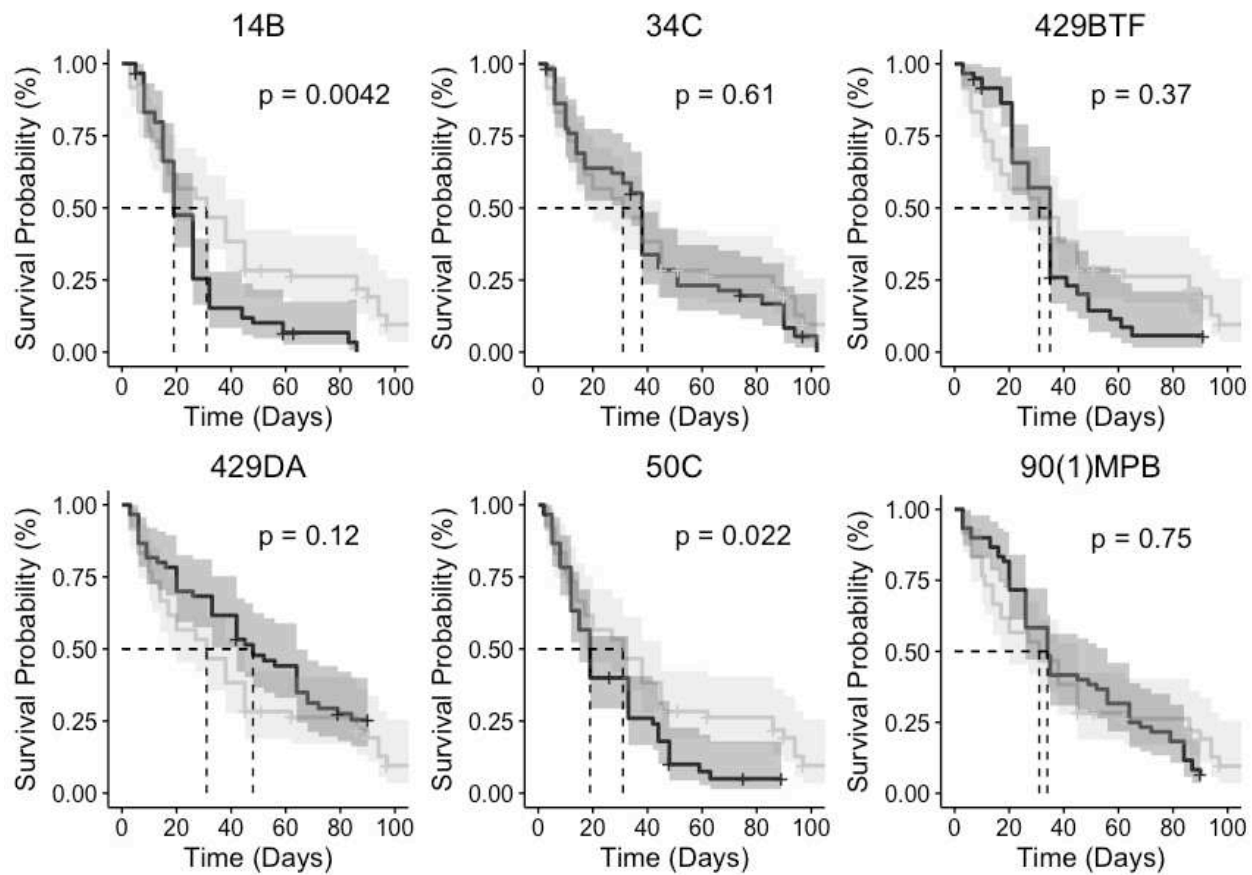 14B
p = 0.0042
Survival Probability (%)
1.00
0.75
0.50
0.25
0.00
0 20 40 60 80 100
Time (Days)
34C
p = 0.61
Survival Probability (%)
1.00
0.75
0.50
0.25
0.00
0 20 40 60 80 100
Time (Days)
429BTF
p = 0.37
Survival Probability (%)
1.00
0.75
0.50
0.25
0.00
0 20 40 60 80 100
Time (Days)
429DA
p = 0.12
Survival Probability (%)
1.00
0.75
0.50
0.25
0.00
0 20 40 60 80 100
Time (Days)
50C
p = 0.022
Survival Probability (%)
1.00
0.75
0.50
0.25
0.00
0 20 40 60 80 100
Time (Days)
90(1)MPB
p = 0.75
Survival Probability (%)
1.00
0.75
0.50
0.25
0.00
0 20 40 60 80 100
Time (Days)